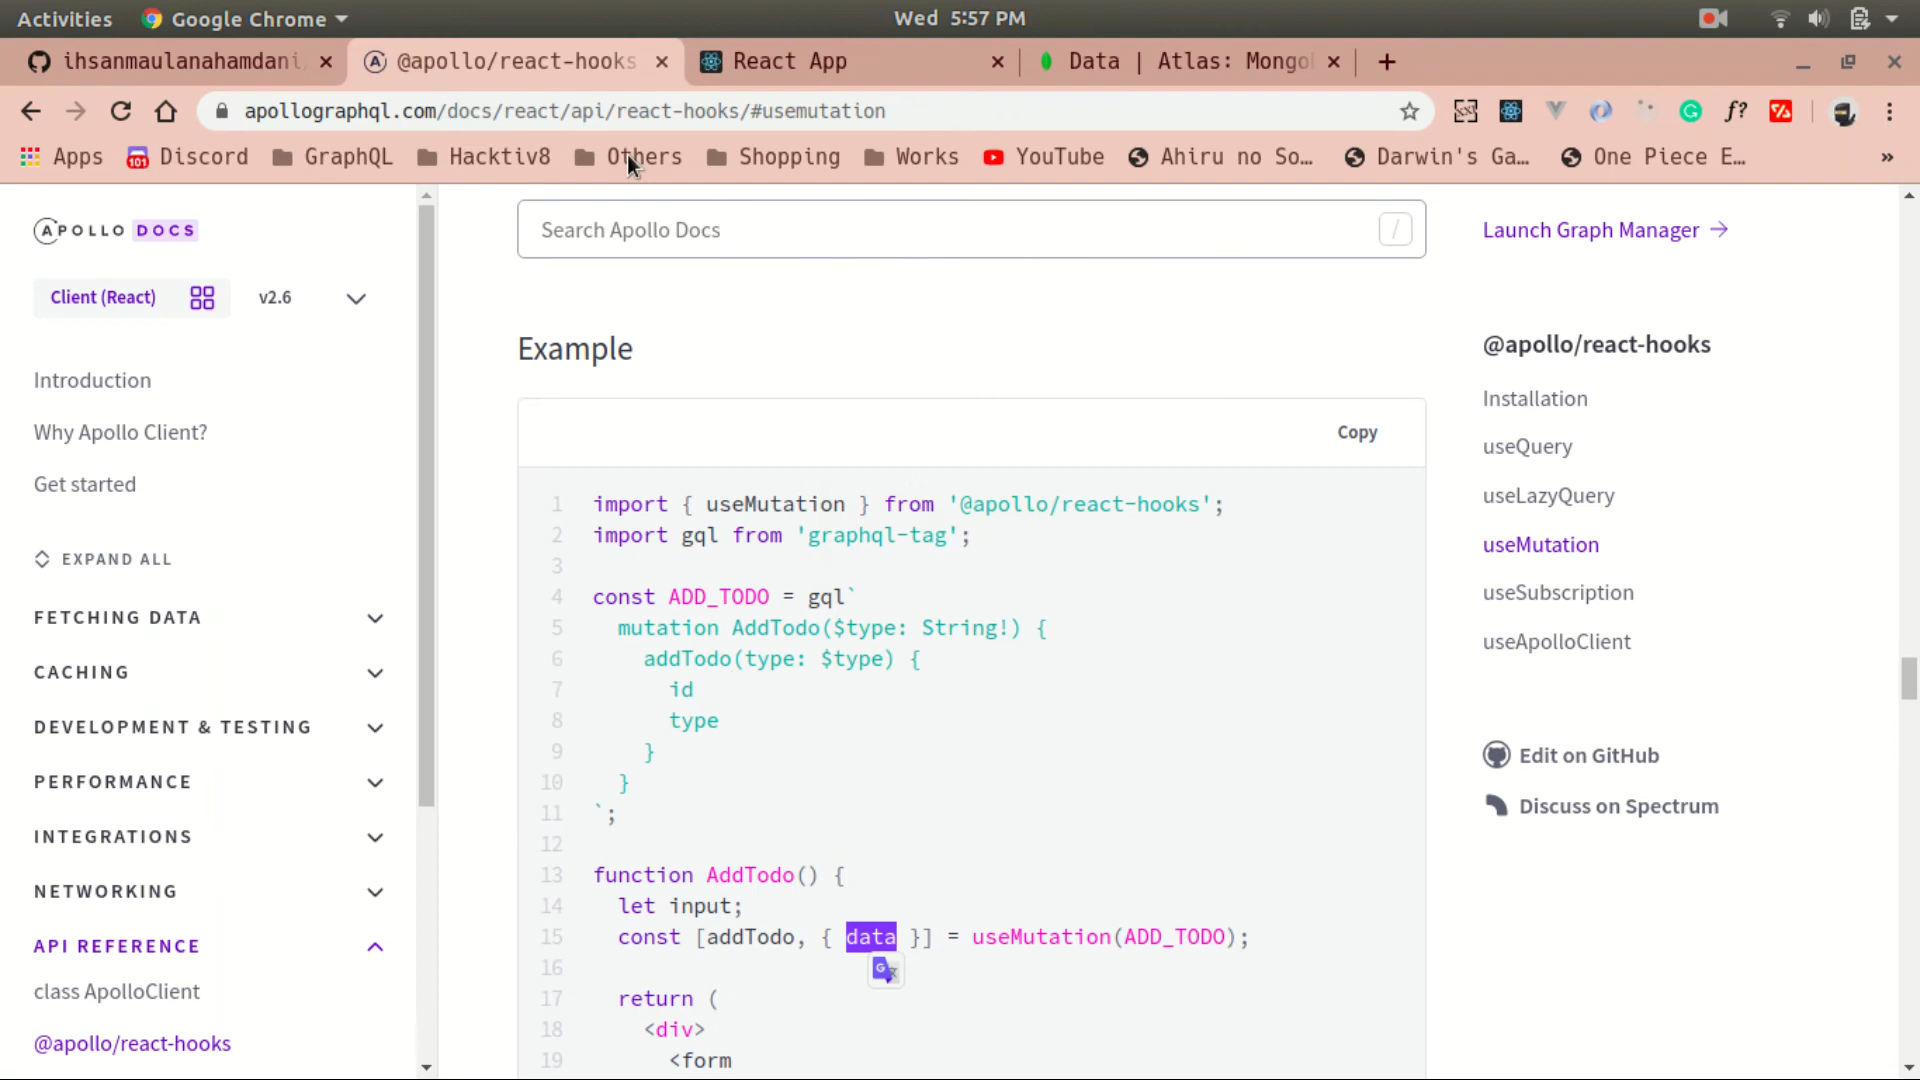 Activities Google Chrome Wed 5:57 PM
ihsanmaulanahamdani @apollo/react-hooks React App Data | Atlas: Mongo
apollographql.com/docs/react/api/react-hooks/#usemutation f?
Apps Discord GraphQL Hacktiv8 Others Shopping Works YouTube Ahiru no So... Darwin's Ga... One Piece E... »
APOLLO DOCS
Search Apollo Docs /
Launch Graph Manager
Client (React) v2.6
Introduction
Why Apollo Client?
Get started
EXPAND ALL
FETCHING DATA
CACHING
DEVELOPMENT & TESTING
PERFORMANCE
INTEGRATIONS
NETWORKING
API REFERENCE
class ApolloClient
@apollo/react-hooks
Example
Copy
1 import { useMutation } from '@apollo/react-hooks';
2 import gql from 'graphql-tag';
3
4 const ADD_TODO = gql`
5 mutation AddTodo($type: String!) {
6 addTodo(type: $type) {
7 id
8 type
9 }
10 }
11 `;
12
13 function AddTodo() {
14 let input;
15 const [addTodo, { data }] = useMutation(ADD_TODO);
16
17 return (
18 <div>
19 <form
@apollo/react-hooks
Installation
useQuery
useLazyQuery
useMutation
useSubscription
useApolloClient
Edit on GitHub
Discuss on Spectrum